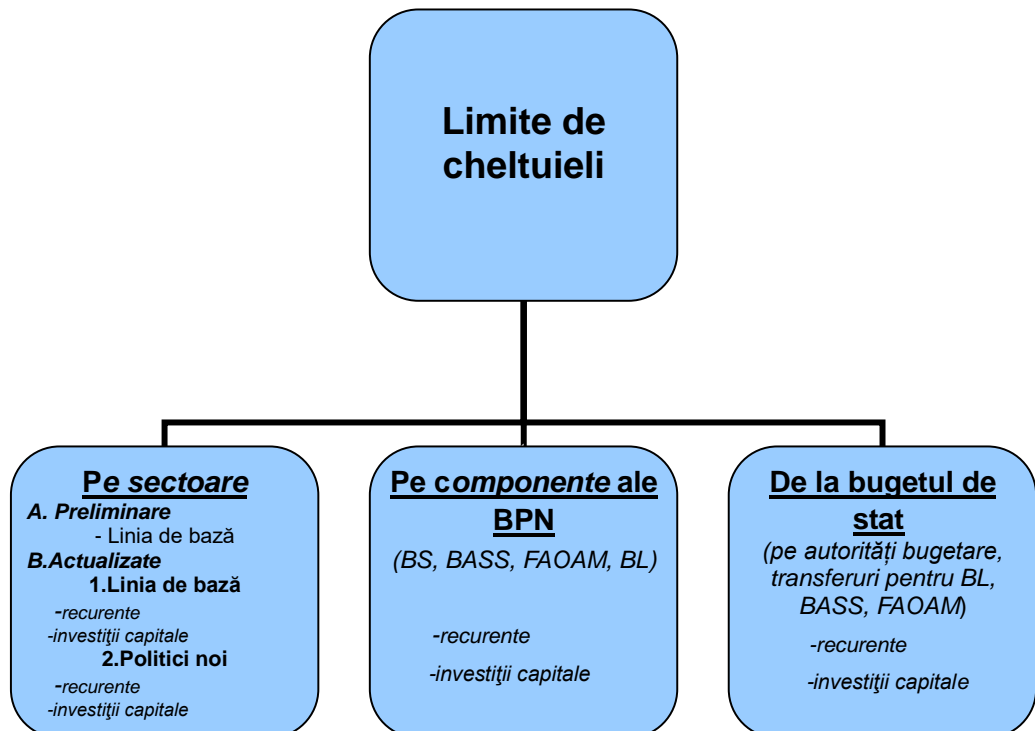 Limite de
cheltuieli
Pe sectoare
A. Preliminare
- Linia de bază
B.Actualizate
1.Linia de bază
-recurente
-investiţii capitale
2.Politici noi
-recurente
-investiţii capitale
Pe componente ale
BPN
(BS, BASS, FAOAM, BL)
-recurente
-investiţii capitale
De la bugetul de
stat
(pe autorități bugetare,
transferuri pentru BL,
BASS, FAOAM)
-recurente
-investiţii capitale